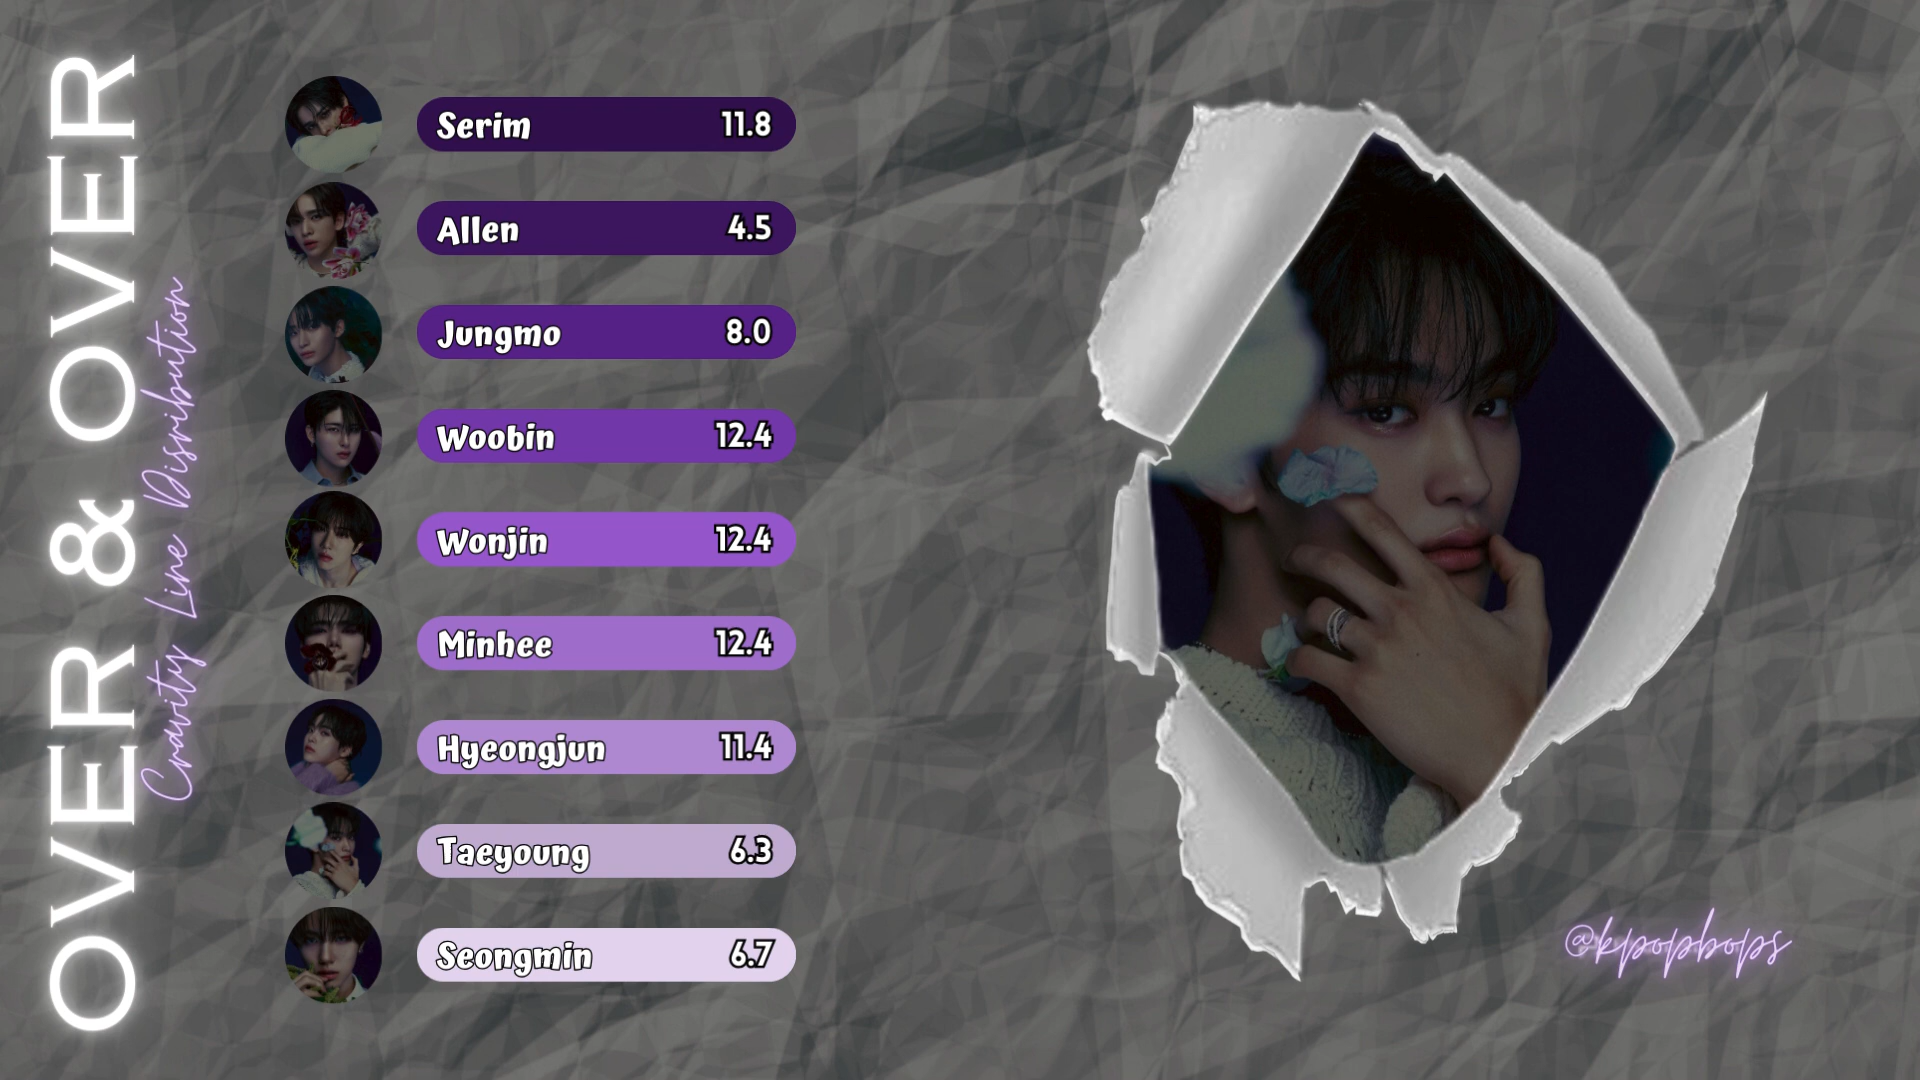 OVER & OVER
Cravity Line Disribution
Serim 11.8
Allen 4.5
Jungmo 8.0
Woobin 12.4
Wonjin 12.4
Minhee 12.4
Hyeongjun 11.4
Taeyoung 6.3
Seongmin 6.7
@kpopbops